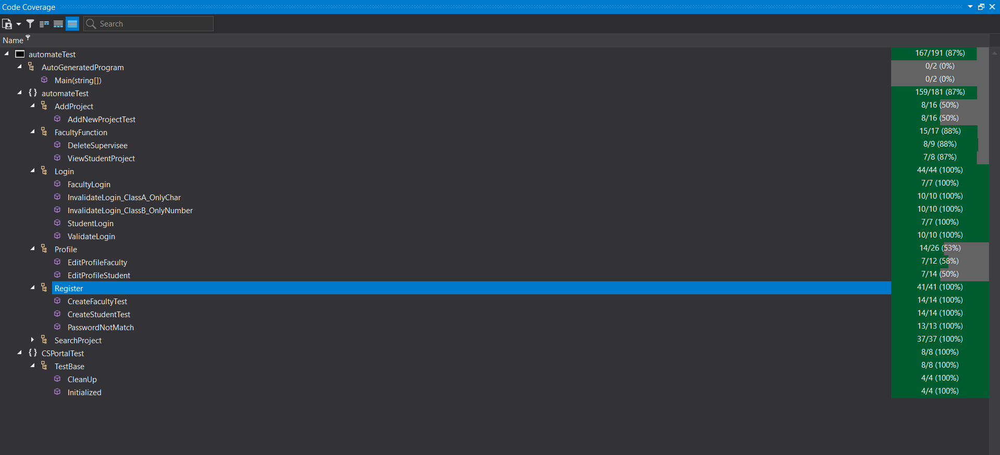 Code Coverage
Search
Name
automateTest 167/191 (87%)
AutoGeneratedProgram 0/2 (0%)
Main(string[]) 0/2 (0%)
automateTest 159/181 (87%)
AddProject 8/16 (50%)
AddNewProjectTest 8/16 (50%)
FacultyFunction 15/17 (88%)
DeleteSupervisee 8/9 (88%)
ViewStudentProject 7/8 (87%)
Login 44/44 (100%)
FacultyLogin 7/7 (100%)
InvalidateLogin_ClassA_OnlyChar 10/10 (100%)
InvalidateLogin_ClassB_OnlyNumber 10/10 (100%)
StudentLogin 7/7 (100%)
ValidateLogin 10/10 (100%)
Profile 14/26 (53%)
EditProfileFaculty 7/12 (58%)
EditProfileStudent 7/14 (50%)
Register 41/41 (100%)
CreateFacultyTest 14/14 (100%)
CreateStudentTest 14/14 (100%)
PasswordNotMatch 13/13 (100%)
SearchProject 37/37 (100%)
CSPortalTest 8/8 (100%)
TestBase 8/8 (100%)
CleanUp 4/4 (100%)
Initialized 4/4 (100%)